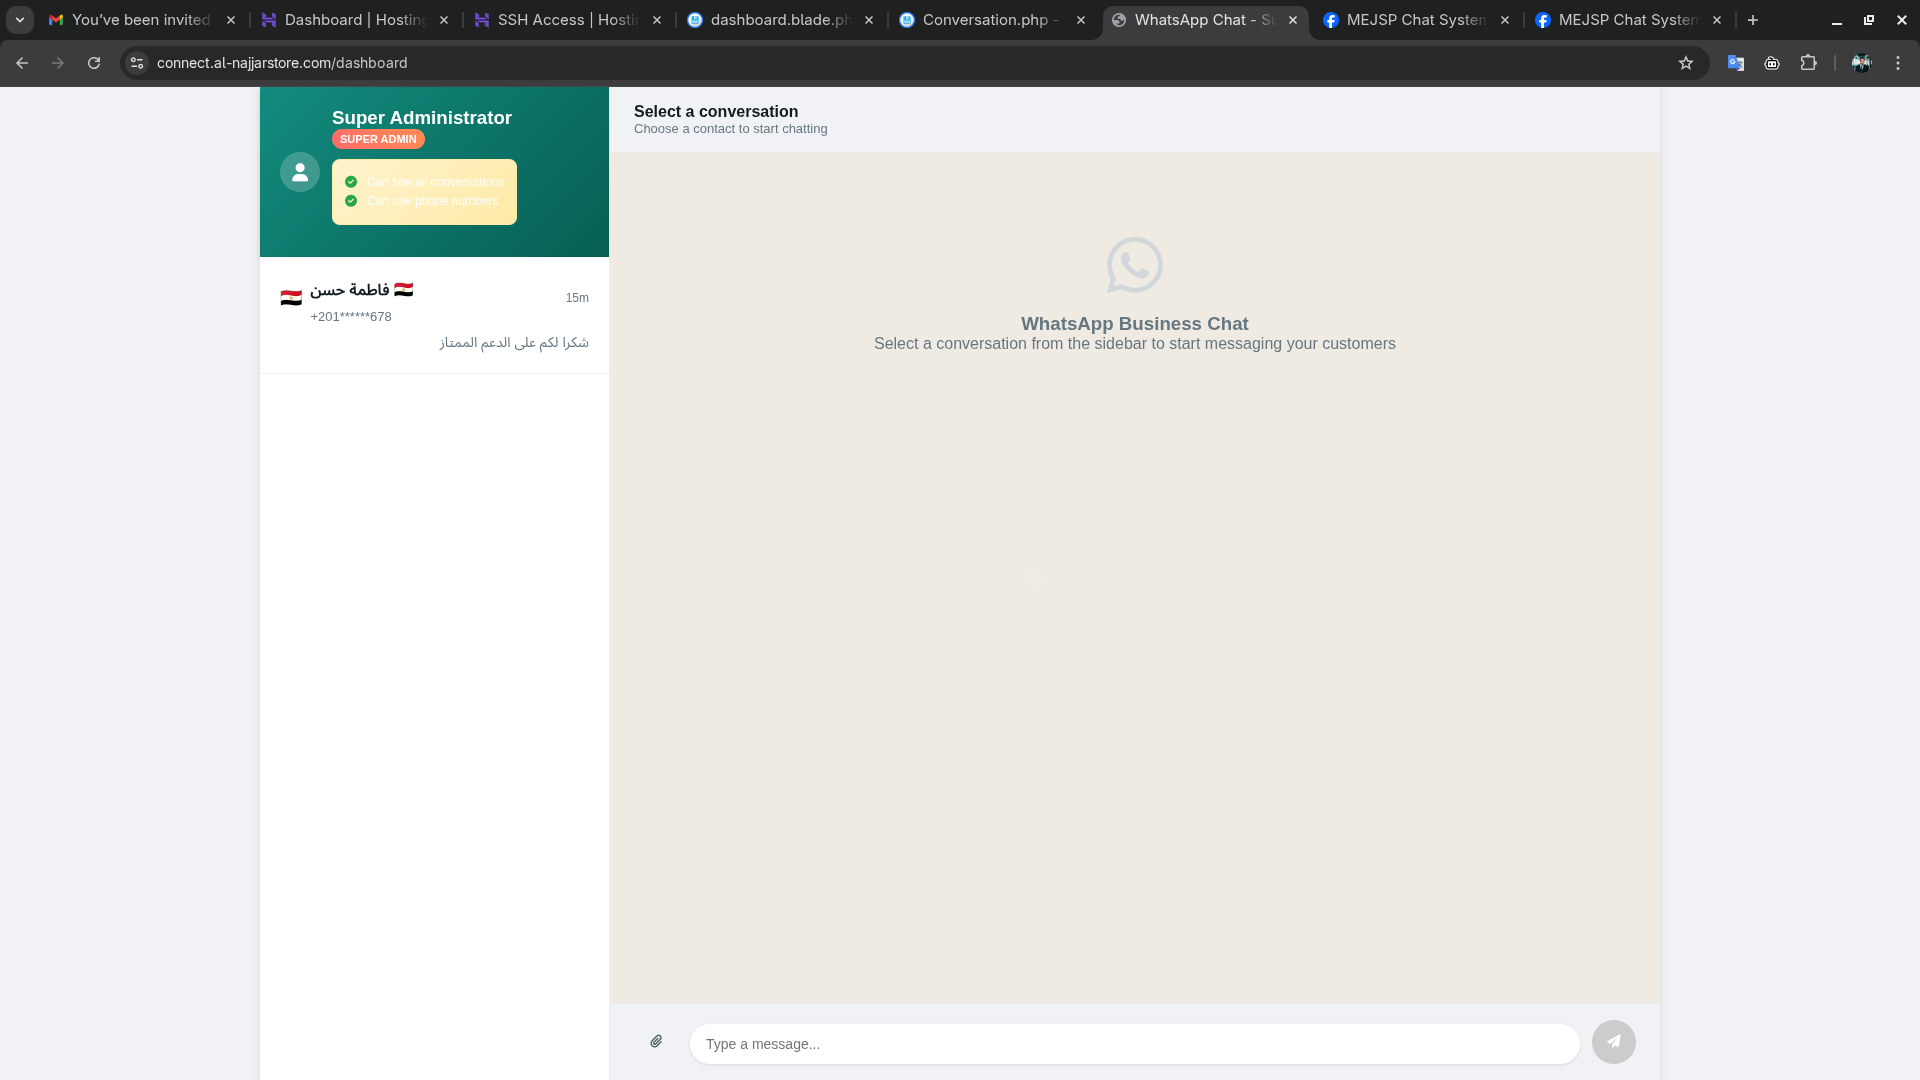 You've been invited
Dashboard | Hosting
SSH Access | Hostin
dashboard.blade.ph
Conversation.php -
WhatsApp Chat - Su
MEJSP Chat System
MEJSP Chat System
connect.al-najjarstore.com/dashboard
Super Administrator
SUPER ADMIN
Can see all conversations
Can see phone numbers
فاطمة حسن
15m
+201******678
شكرا لكم على الدعم الممتاز
Select a conversation
Choose a contact to start chatting
WhatsApp Business Chat
Select a conversation from the sidebar to start messaging your customers
Type a message...